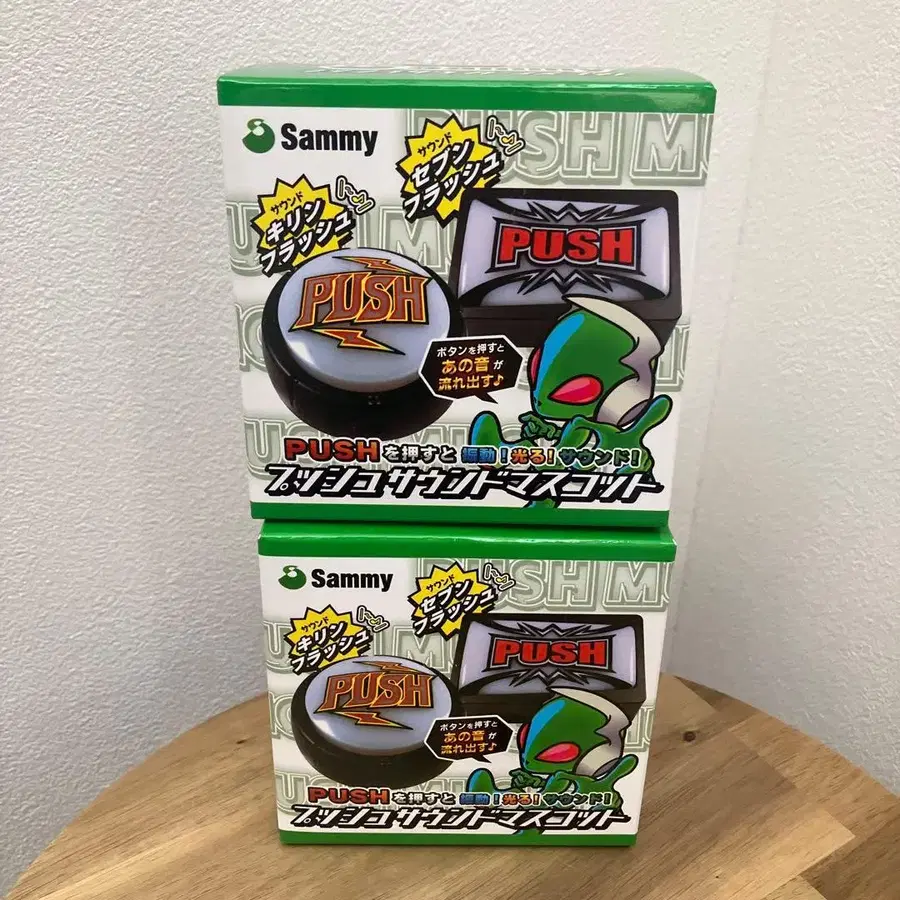 Sammy
サウンド
セブン
フラッシュ
サウンド
キリン
フラッシュ
PUSH
PUSH
ボタンを押すと
あの音が
流れ出す♪
PUSHを押すと 振動！光る！サウンド！
プッシュサウンドマスコット
Sammy
サウンド
セブン
フラッシュ
サウンド
キリン
フラッシュ
PUSH
PUSH
ボタンを押すと
あの音が
流れ出す♪
PUSHを押すと 振動！光る！サウンド！
プッシュサウンドマスコット